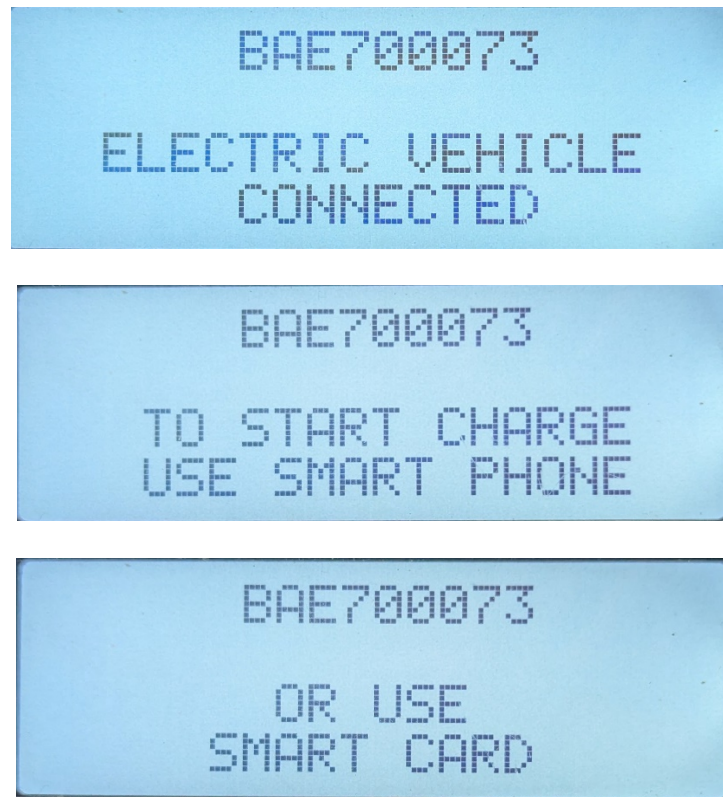 BAE700073
ELECTRIC VEHICLE
CONNECTED
BAE700073
TO START CHARGE
USE SMART PHONE
BAE700073
OR USE
SMART CARD